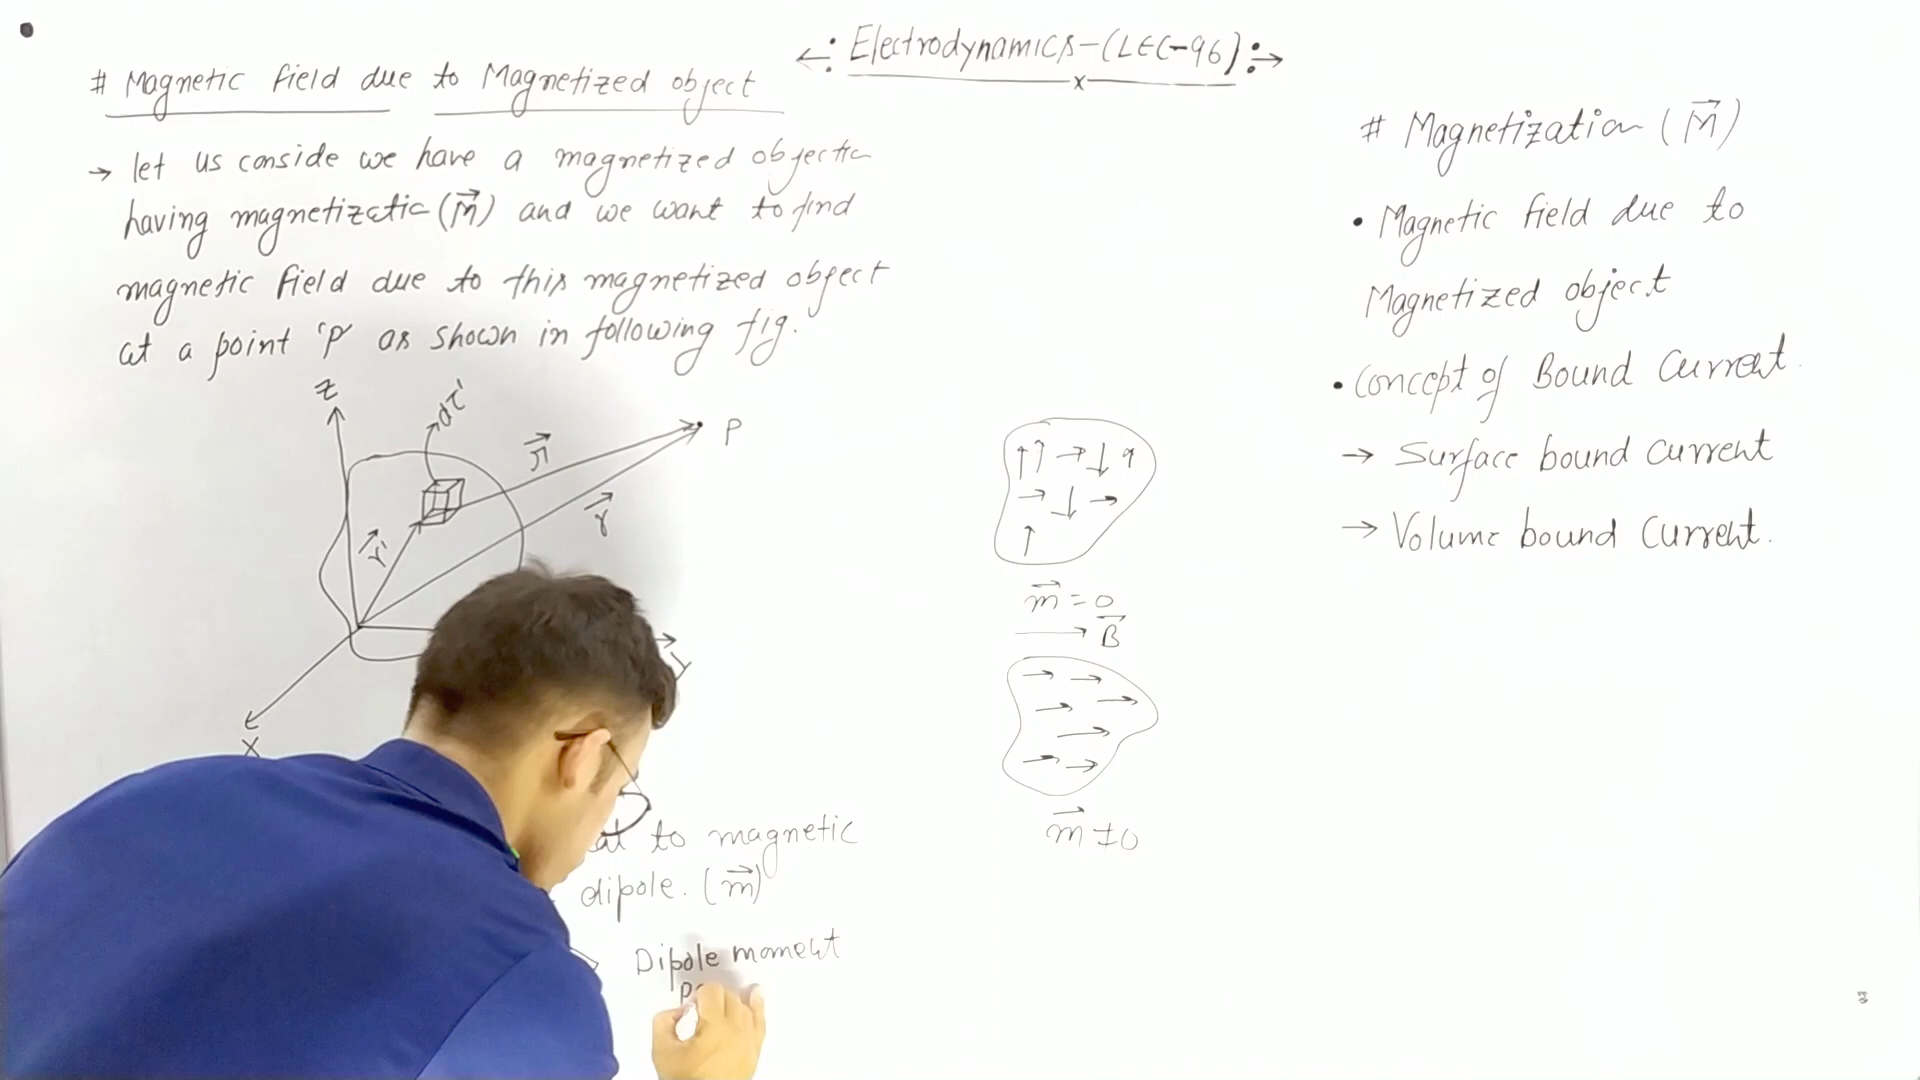 Electrodynamics-(LEC-96)
# Magnetic field due to Magnetized object
→ let us conside we have a magnetized
having magnetizatio (M⃗) and we want to find
magnetic field due to this magnetized object
at a point 'P' as shown in following fig.
Z
dτ'
P
r⃗
r⃗'
Y
X
to magnetic
dipole. (m⃗)
Dipole moment
m⃗ = 0
B⃗
m⃗ ≠ 0
# Magnetization (M⃗)
• Magnetic field due to
Magnetized object
• Concept of Bound Current.
→ Surface bound current
→ Volume bound Current.